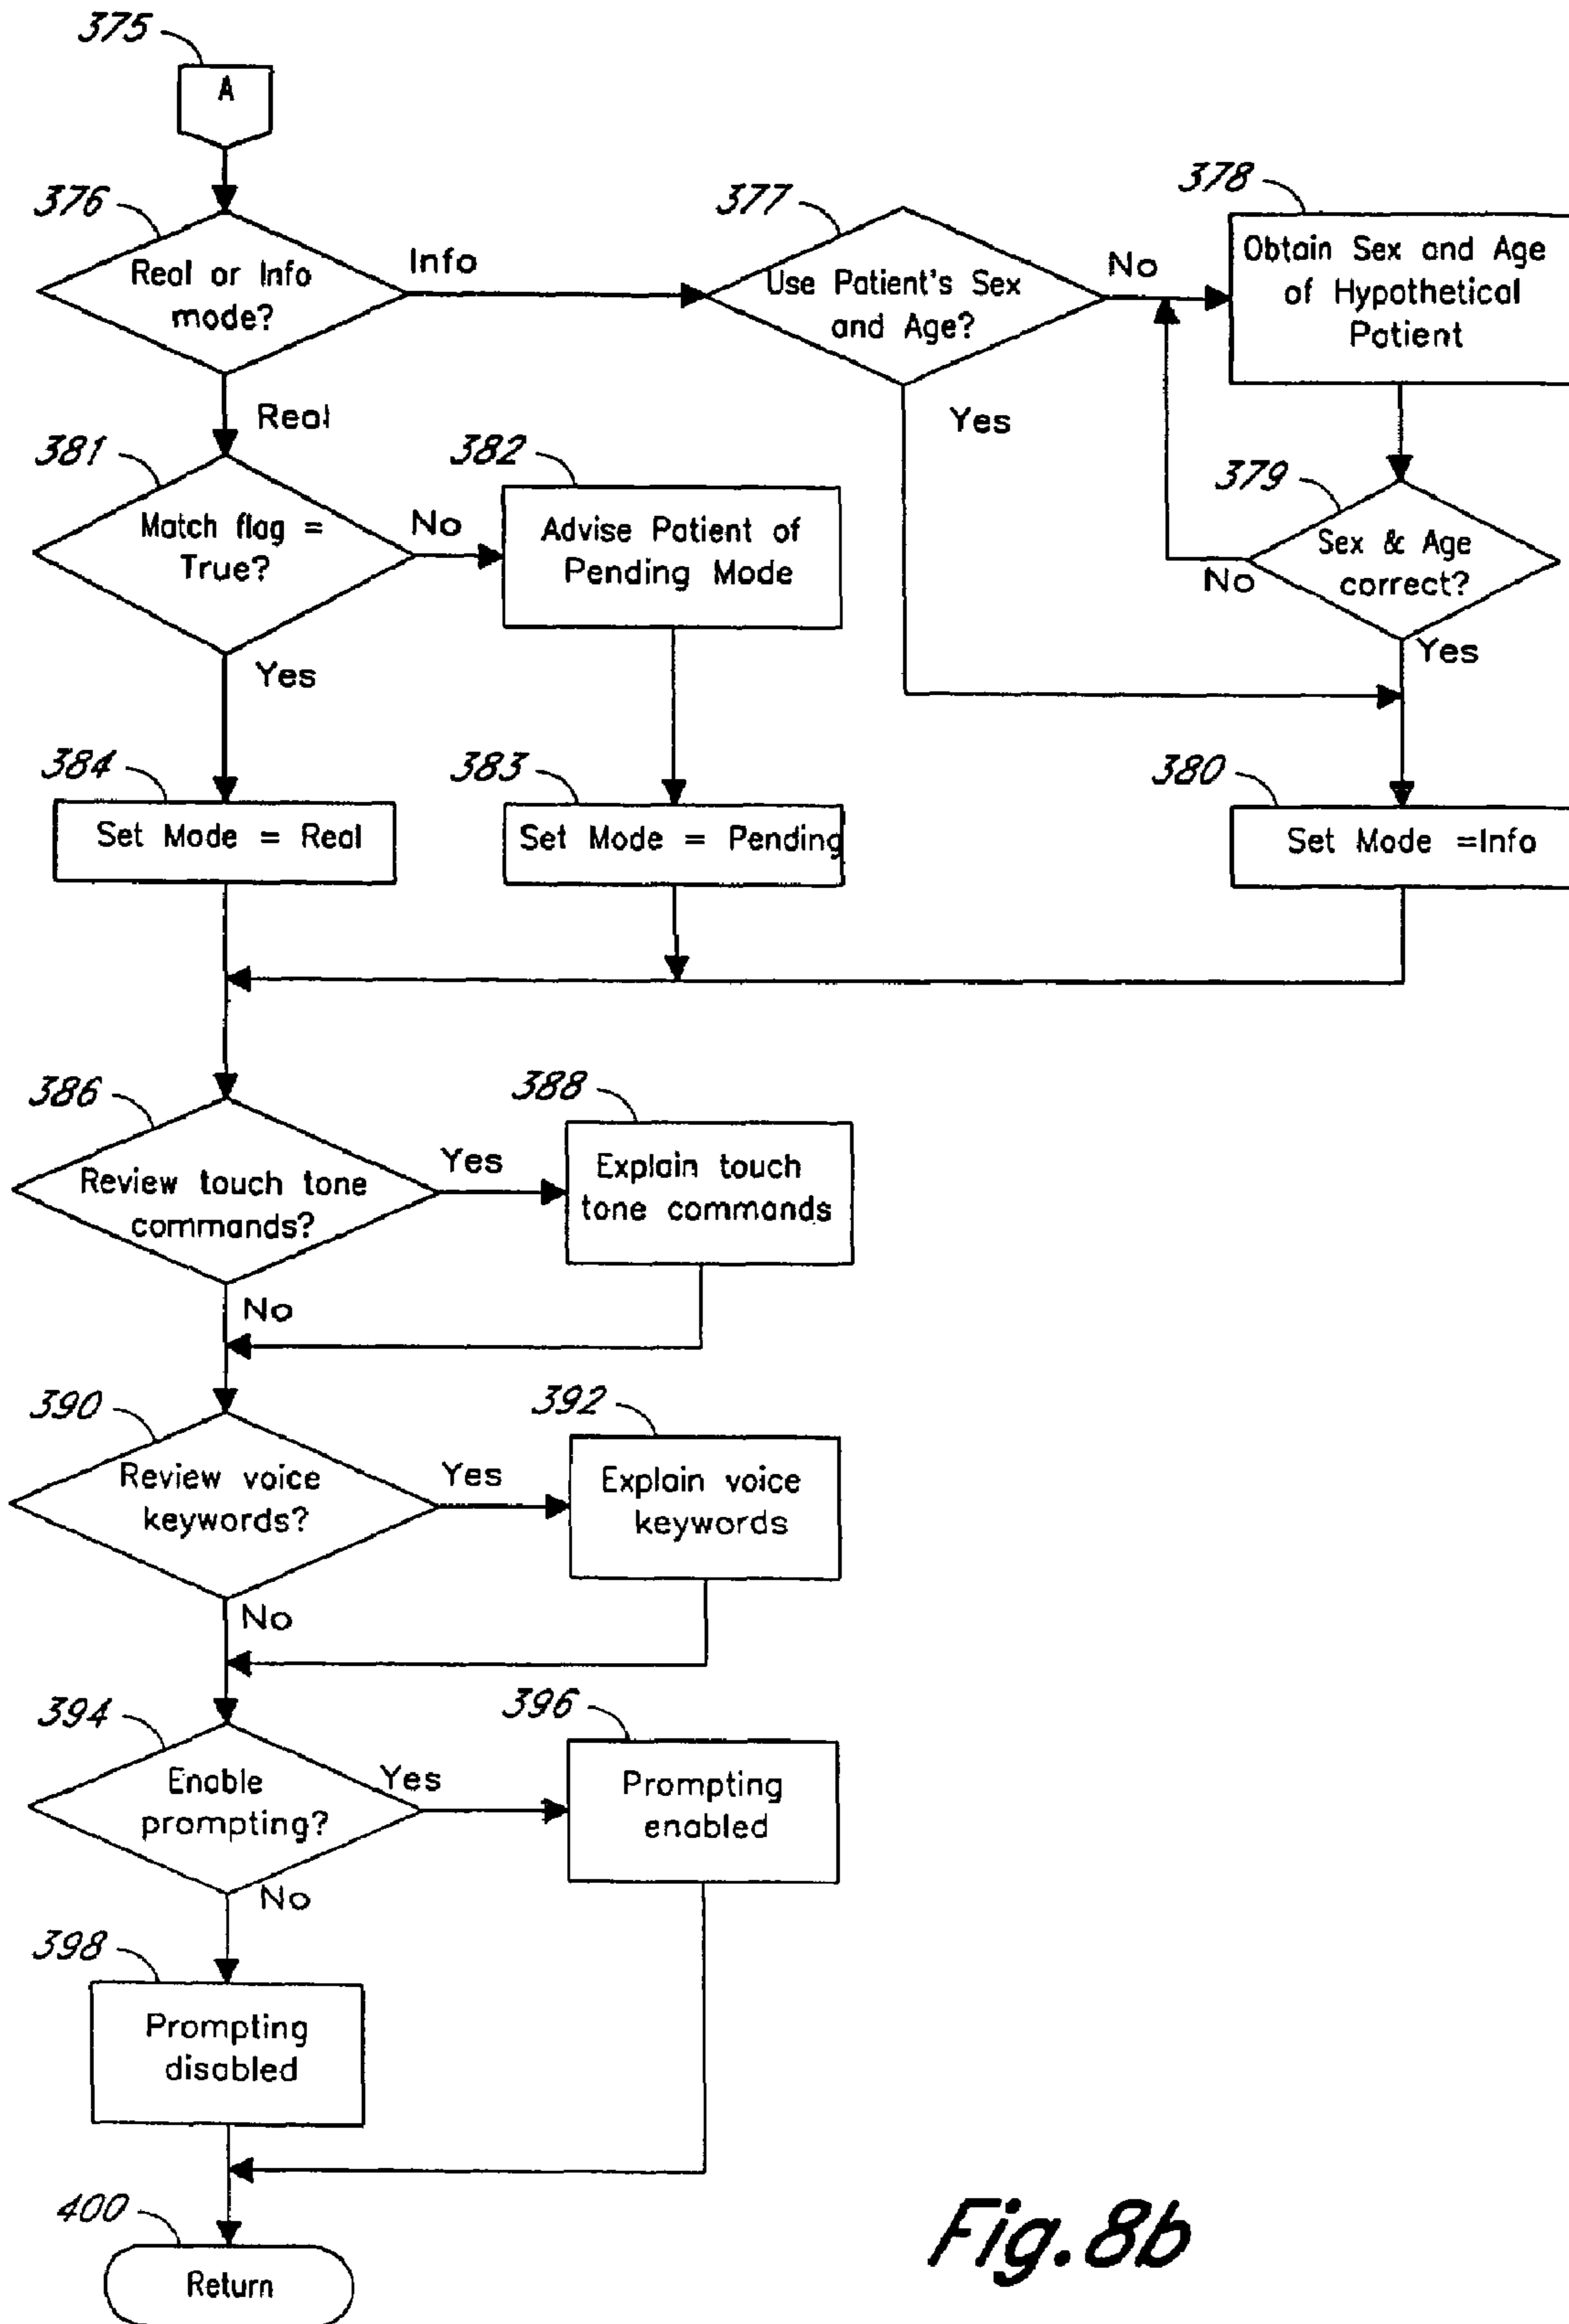 375
A
376
Real or Info
mode?
Info
377
Use Patient's Sex
and Age?
No
378
Obtain Sex and Age
of Hypothetical
Patient
Real
Yes
381
Match flag =
True?
No
382
Advise Patient of
Pending Mode
379
Sex & Age
correct?
No
Yes
Yes
384
Set Mode = Real
383
Set Mode = Pending
380
Set Mode =Info
386
Review touch tone
commands?
Yes
388
Explain touch
tone commands
No
390
Review voice
keywords?
Yes
392
Explain voice
keywords
No
394
Enable
prompting?
Yes
396
Prompting
enabled
No
398
Prompting
disabled
400
Return
Fig.8b